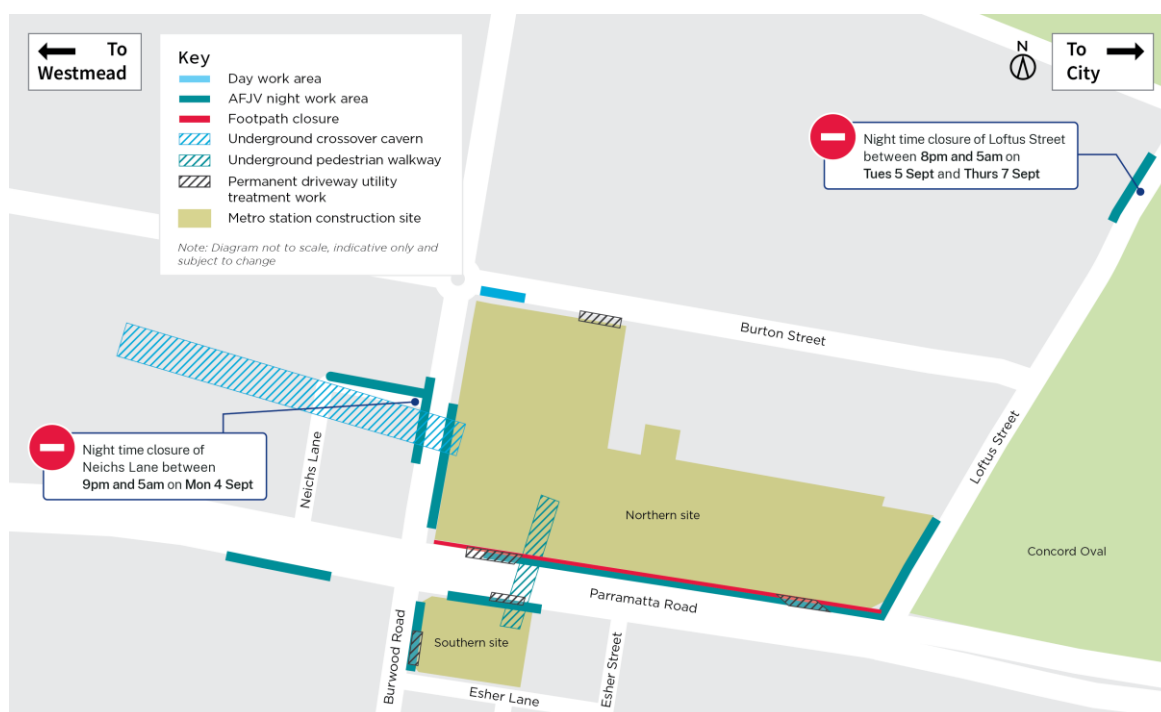 To
Westmead
Key
Day work area
AFJV night work area
Footpath closure
Underground crossover cavern
Underground pedestrian walkway
Permanent driveway utility
treatment work
Metro station construction site
Note: Diagram not to scale, indicative only and
subject to change
N
To
City
Night time closure of Loftus Street
between 8pm and 5am on
Tues 5 Sept and Thurs 7 Sept
Burton Street
Night time closure of
Neichs Lane between
9pm and 5am on Mon 4 Sept
Neichs Lane
Loftus Street
Northern site
Concord Oval
Parramatta Road
Burwood Road
Southern site
Esher Street
Esher Lane